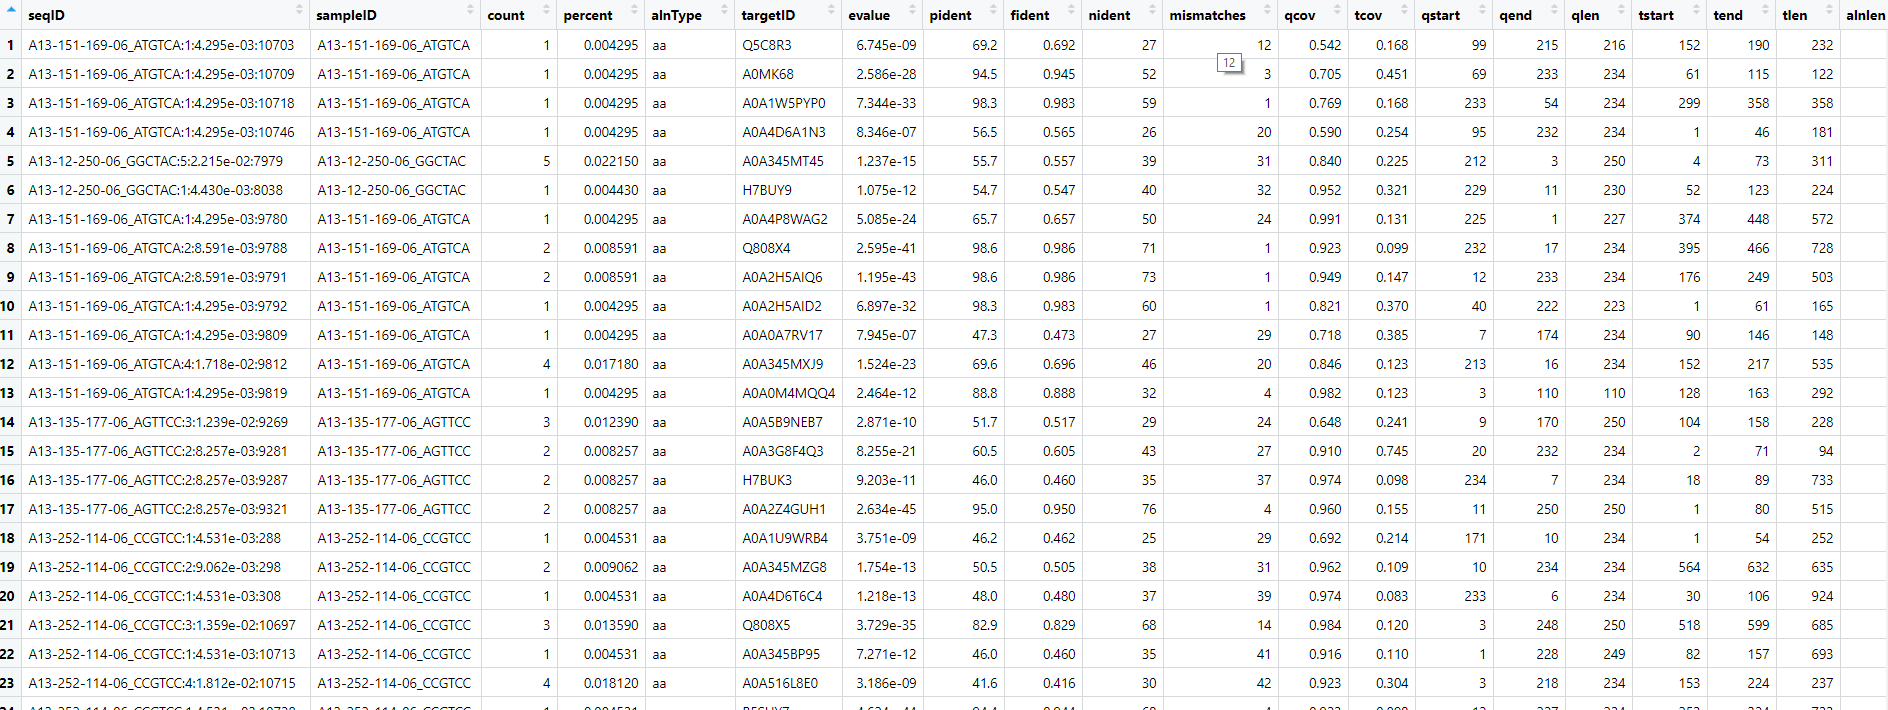 seqID sampleID count percent alnType targetID evalue pident fident nident mismatches qcov tcov qstart qend qlen tstart tend tlen alnlen
1 A13-151-169-06_ATGTCA:1:4.295e-03:10703 A13-151-169-06_ATGTCA 1 0.004295 aa Q5C8R3 6.745e-09 69.2 0.692 27 12 0.542 0.168 99 215 216 152 190 232
12
2 A13-151-169-06_ATGTCA:1:4.295e-03:10709 A13-151-169-06_ATGTCA 1 0.004295 aa A0MK68 2.586e-28 94.5 0.945 52 3 0.705 0.451 69 233 234 61 115 122
3 A13-151-169-06_ATGTCA:1:4.295e-03:10718 A13-151-169-06_ATGTCA 1 0.004295 aa A0A1W5PYP0 7.344e-33 98.3 0.983 59 1 0.769 0.168 233 54 234 299 358 358
4 A13-151-169-06_ATGTCA:1:4.295e-03:10746 A13-151-169-06_ATGTCA 1 0.004295 aa A0A4D6A1N3 8.346e-07 56.5 0.565 26 20 0.590 0.254 95 232 234 1 46 181
5 A13-12-250-06_GGCTAC:5:2.215e-02:7979 A13-12-250-06_GGCTAC 5 0.022150 aa A0A345MT45 1.237e-15 55.7 0.557 39 31 0.840 0.225 212 3 250 4 73 311
6 A13-12-250-06_GGCTAC:1:4.430e-03:8038 A13-12-250-06_GGCTAC 1 0.004430 aa H7BUY9 1.075e-12 54.7 0.547 40 32 0.952 0.321 229 11 230 52 123 224
7 A13-151-169-06_ATGTCA:1:4.295e-03:9780 A13-151-169-06_ATGTCA 1 0.004295 aa A0A4P8WAG2 5.085e-24 65.7 0.657 50 24 0.991 0.131 225 1 227 374 448 572
8 A13-151-169-06_ATGTCA:2:8.591e-03:9788 A13-151-169-06_ATGTCA 2 0.008591 aa Q808X4 2.595e-41 98.6 0.986 71 1 0.923 0.099 232 17 234 395 466 728
9 A13-151-169-06_ATGTCA:2:8.591e-03:9791 A13-151-169-06_ATGTCA 2 0.008591 aa A0A2H5AIQ6 1.195e-43 98.6 0.986 73 1 0.949 0.147 12 233 234 176 249 503
10 A13-151-169-06_ATGTCA:1:4.295e-03:9792 A13-151-169-06_ATGTCA 1 0.004295 aa A0A2H5AID2 6.897e-32 98.3 0.983 60 1 0.821 0.370 40 222 223 1 61 165
11 A13-151-169-06_ATGTCA:1:4.295e-03:9809 A13-151-169-06_ATGTCA 1 0.004295 aa A0A0A7RV17 7.945e-07 47.3 0.473 27 29 0.718 0.385 7 174 234 90 146 148
12 A13-151-169-06_ATGTCA:4:1.718e-02:9812 A13-151-169-06_ATGTCA 4 0.017180 aa A0A345MXJ9 1.524e-23 69.6 0.696 46 20 0.846 0.123 213 16 234 152 217 535
13 A13-151-169-06_ATGTCA:1:4.295e-03:9819 A13-151-169-06_ATGTCA 1 0.004295 aa A0A0M4MQQ4 2.464e-12 88.8 0.888 32 4 0.982 0.123 3 110 110 128 163 292
14 A13-135-177-06_AGTTCC:3:1.239e-02:9269 A13-135-177-06_AGTTCC 3 0.012390 aa A0A5B9NEB7 2.871e-10 51.7 0.517 29 24 0.648 0.241 9 170 250 104 158 228
15 A13-135-177-06_AGTTCC:2:8.257e-03:9281 A13-135-177-06_AGTTCC 2 0.008257 aa A0A3G8F4Q3 8.255e-21 60.5 0.605 43 27 0.910 0.745 20 232 234 2 71 94
16 A13-135-177-06_AGTTCC:2:8.257e-03:9287 A13-135-177-06_AGTTCC 2 0.008257 aa H7BUK3 9.203e-11 46.0 0.460 35 37 0.974 0.098 234 7 234 18 89 733
17 A13-135-177-06_AGTTCC:2:8.257e-03:9321 A13-135-177-06_AGTTCC 2 0.008257 aa A0A2Z4GUH1 2.634e-45 95.0 0.950 76 4 0.960 0.155 11 250 250 1 80 515
18 A13-252-114-06_CCGTCC:1:4.531e-03:288 A13-252-114-06_CCGTCC 1 0.004531 aa A0A1U9WRB4 3.751e-09 46.2 0.462 25 29 0.692 0.214 171 10 234 1 54 252
19 A13-252-114-06_CCGTCC:2:9.062e-03:298 A13-252-114-06_CCGTCC 2 0.009062 aa A0A345MZG8 1.754e-13 50.5 0.505 38 31 0.962 0.109 10 234 234 564 632 635
20 A13-252-114-06_CCGTCC:1:4.531e-03:308 A13-252-114-06_CCGTCC 1 0.004531 aa A0A4D6T6C4 1.218e-13 48.0 0.480 37 39 0.974 0.083 233 6 234 30 106 924
21 A13-252-114-06_CCGTCC:3:1.359e-02:10697 A13-252-114-06_CCGTCC 3 0.013590 aa Q808X5 3.729e-35 82.9 0.829 68 14 0.984 0.120 3 248 250 518 599 685
22 A13-252-114-06_CCGTCC:1:4.531e-03:10713 A13-252-114-06_CCGTCC 1 0.004531 aa A0A345BP95 7.271e-12 46.0 0.460 35 41 0.916 0.110 1 228 249 82 157 693
23 A13-252-114-06_CCGTCC:4:1.812e-02:10715 A13-252-114-06_CCGTCC 4 0.018120 aa A0A516L8E0 3.186e-09 41.6 0.416 30 42 0.923 0.304 3 218 234 153 224 237